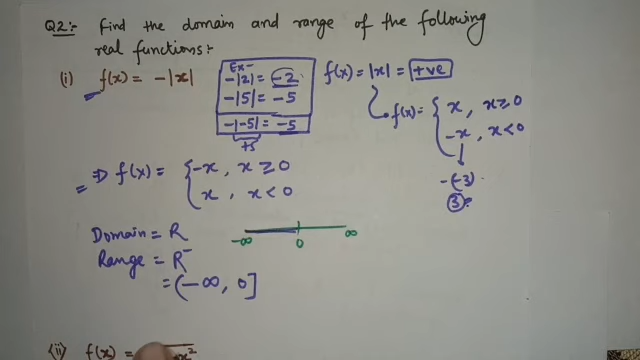 Q2:- Find the domain and range of the following
real functions:-
(i) f(x) = -|x|
Ex-
-|2| = -2
-|5| = -5
-|-5| = -5
+5
f(x) = |x| = +ve
f(x) = { x, x ≥ 0
-x, x < 0
-(-3)
3
=> f(x) = { -x, x ≥ 0
x, x < 0
Domain = R
Range = R⁻
= (-∞, 0]
-∞ 0 ∞
(ii) f(x) = x²